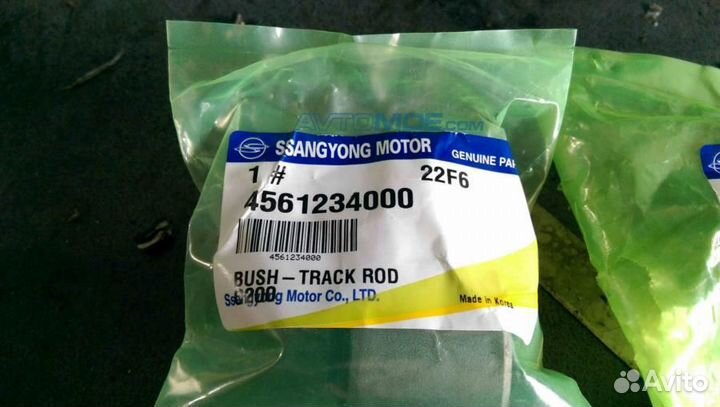 AVTOMOE.COM
SSANGYONG MOTOR GENUINE PAR
1 # 22F6
4561234000
4561234000
BUSH-TRACK ROD
Ssangyong Motor Co., LTD. Made in Korea
Avito